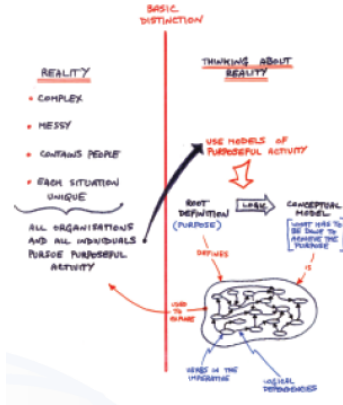 BASIC
DISTINCTION
REALITY
• COMPLEX
• MESSY
• CONTAINS PEOPLE
• EACH SITUATION
UNIQUE
ALL ORGANISATIONS
AND ALL INDIVIDUALS
PURSUE PURPOSEFUL
ACTIVITY
THINKING ABOUT
REALITY
USE MODELS OF
PURPOSEFUL ACTIVITY
ROOT
DEFINITION
(PURPOSE)
LOGIC
CONCEPTUAL
MODEL
[WHAT HAS TO
BE DONE TO
ACHIEVE THE
PURPOSE]
DEFINES
IS
USED
TO
EXPLORE
VERBS IN THE
IMPERATIVE
LOGICAL
DEPENDENCIES